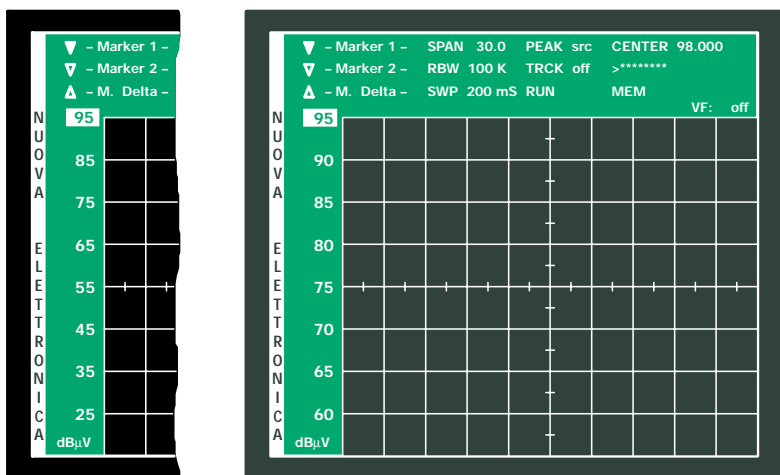 – Marker 1 –
– Marker 2 –
– M. Delta –
NUOVA ELETTRONICA
95
85
75
65
55
45
35
25
dBµV
– Marker 1 – SPAN 30.0 PEAK src CENTER 98.000
– Marker 2 – RBW 100 K TRCK off >********
– M. Delta – SWP 200 mS RUN MEM
VF: off
NUOVA ELETTRONICA
95
90
85
80
75
70
65
60
dBµV